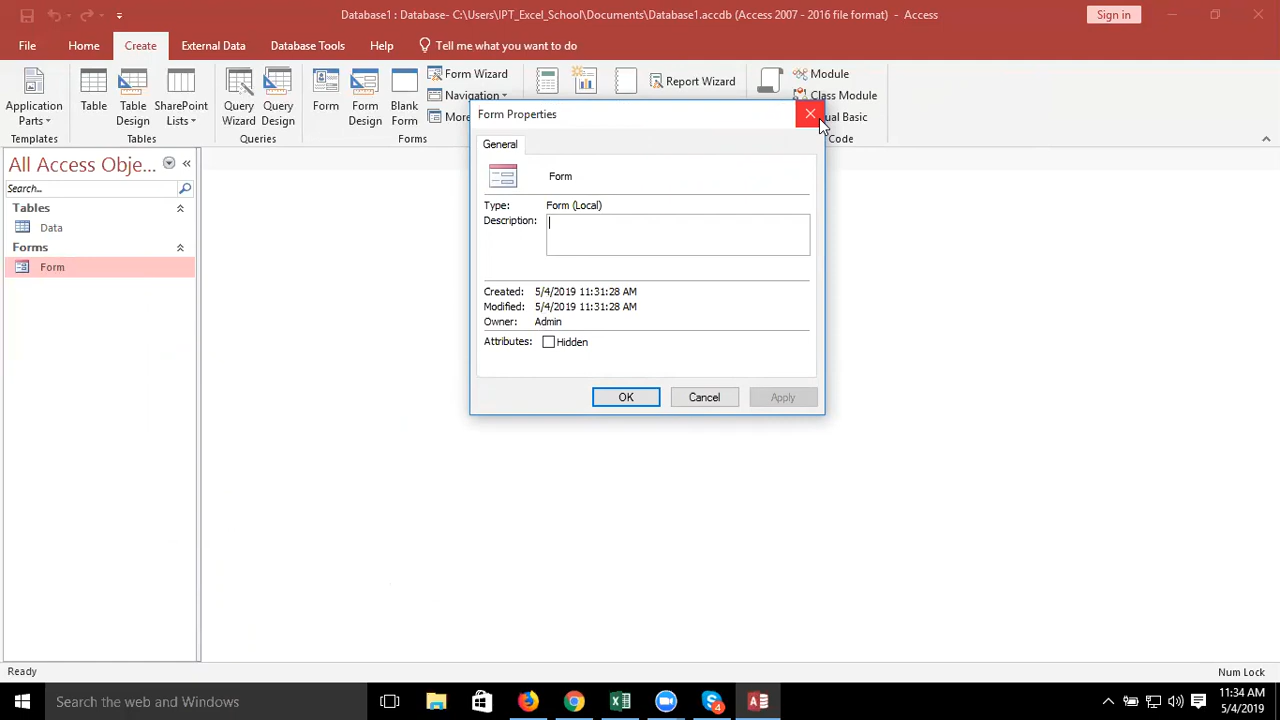 Database1 : Database- C:\Users\IPT_Excel_School\Documents\Database1.accdb (Access 2007 - 2016 file format) - Access
Sign in
File
Home
Create
External Data
Database Tools
Help
Tell me what you want to do
Application Parts
Table
Table Design
SharePoint Lists
Query Wizard
Query Design
Form
Form Design
Blank Form
Form Wizard
Navigation
More
Report Wizard
Module
Class Module
ual Basic
Templates
Tables
Queries
Forms
Code
All Access Obje...
Search...
Tables
Data
Forms
Form
Form Properties
General
Form
Type: Form (Local)
Description:
Created: 5/4/2019 11:31:28 AM
Modified: 5/4/2019 11:31:28 AM
Owner: Admin
Attributes: Hidden
OK
Cancel
Apply
Ready
Num Lock
Search the web and Windows
4
11:34 AM
5/4/2019